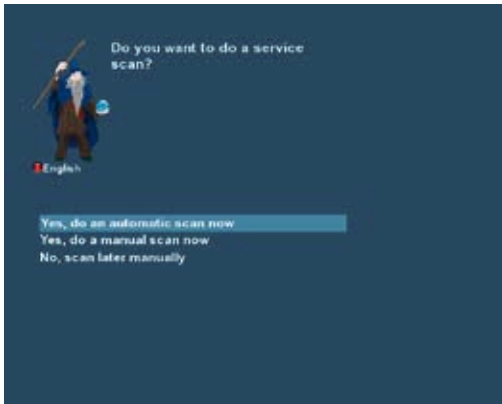 Do you want to do a service
scan?
English
Yes, do an automatic scan now
Yes, do a manual scan now
No, scan later manually